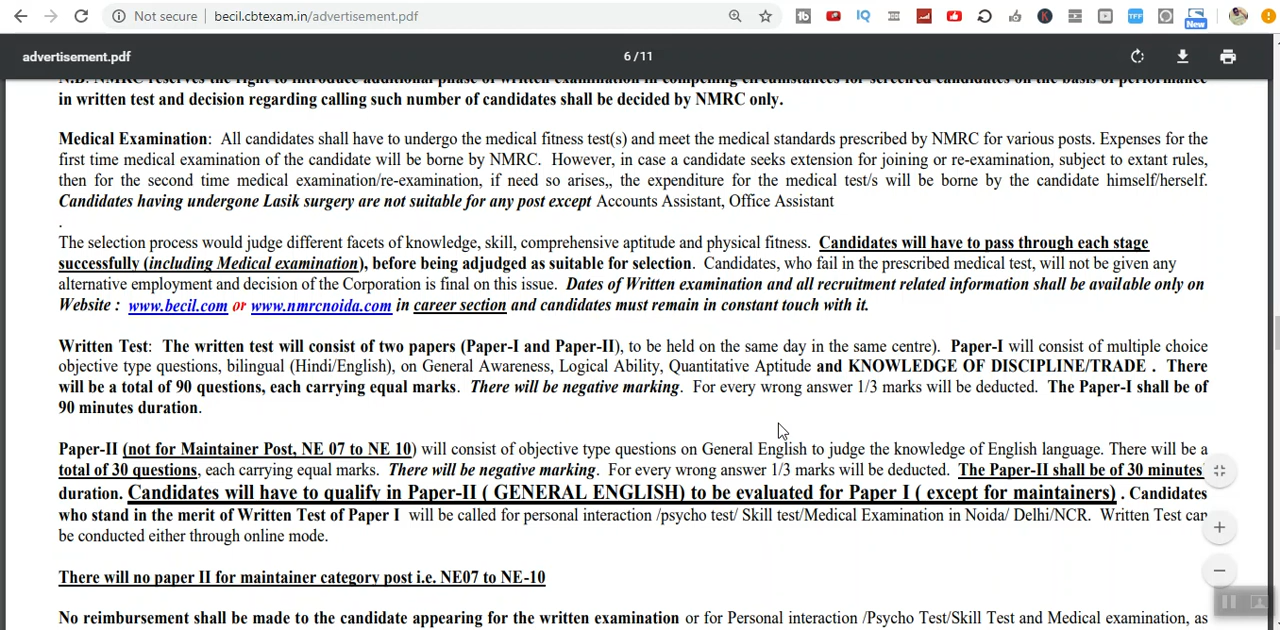 Not secure | becil.cbtexam.in/advertisement.pdf
New
advertisement.pdf
6 / 11
N.B. NMRC reserves the right to introduce additional phase of written examination in compelling circumstances for screened candidates on the basis of performance
in written test and decision regarding calling such number of candidates shall be decided by NMRC only.
Medical Examination: All candidates shall have to undergo the medical fitness test(s) and meet the medical standards prescribed by NMRC for various posts. Expenses for the
first time medical examination of the candidate will be borne by NMRC. However, in case a candidate seeks extension for joining or re-examination, subject to extant rules,
then for the second time medical examination/re-examination, if need so arises,, the expenditure for the medical test/s will be borne by the candidate himself/herself.
Candidates having undergone Lasik surgery are not suitable for any post except Accounts Assistant, Office Assistant
.
The selection process would judge different facets of knowledge, skill, comprehensive aptitude and physical fitness. Candidates will have to pass through each stage
successfully (including Medical examination), before being adjudged as suitable for selection. Candidates, who fail in the prescribed medical test, will not be given any
alternative employment and decision of the Corporation is final on this issue. Dates of Written examination and all recruitment related information shall be available only on
Website : www.becil.com or www.nmrcnoida.com in career section and candidates must remain in constant touch with it.
Written Test: The written test will consist of two papers (Paper-I and Paper-II), to be held on the same day in the same centre). Paper-I will consist of multiple choice
objective type questions, bilingual (Hindi/English), on General Awareness, Logical Ability, Quantitative Aptitude and KNOWLEDGE OF DISCIPLINE/TRADE . There
will be a total of 90 questions, each carrying equal marks. There will be negative marking. For every wrong answer 1/3 marks will be deducted. The Paper-I shall be of
90 minutes duration.
Paper-II (not for Maintainer Post, NE 07 to NE 10) will consist of objective type questions on General English to judge the knowledge of English language. There will be a
total of 30 questions, each carrying equal marks. There will be negative marking. For every wrong answer 1/3 marks will be deducted. The Paper-II shall be of 30 minutes
duration. Candidates will have to qualify in Paper-II ( GENERAL ENGLISH) to be evaluated for Paper I ( except for maintainers) . Candidates
who stand in the merit of Written Test of Paper I will be called for personal interaction /psycho test/ Skill test/Medical Examination in Noida/ Delhi/NCR. Written Test can
be conducted either through online mode.
There will no paper II for maintainer category post i.e. NE07 to NE-10
No reimbursement shall be made to the candidate appearing for the written examination or for Personal interaction /Psycho Test/Skill Test and Medical examination, as